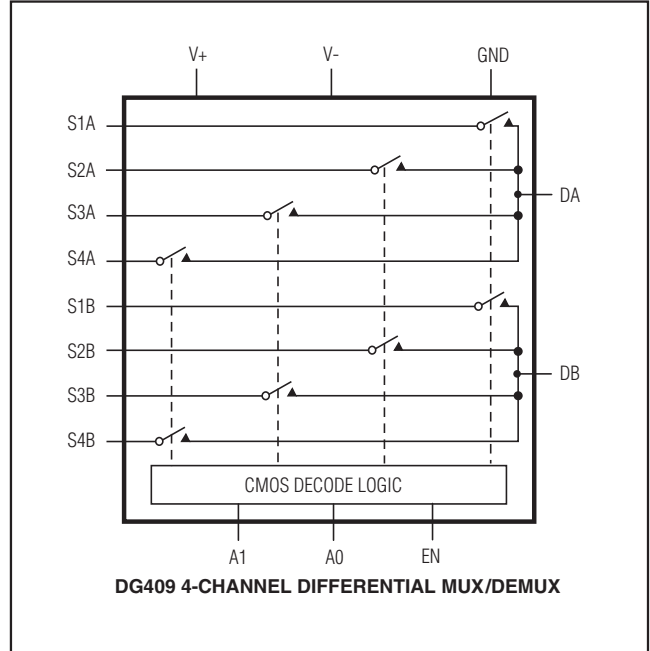 V+ V- GND
S1A
S2A
DA
S3A
S4A
S1B
S2B
DB
S3B
S4B
CMOS DECODE LOGIC
A1 A0 EN
DG409 4-CHANNEL DIFFERENTIAL MUX/DEMUX